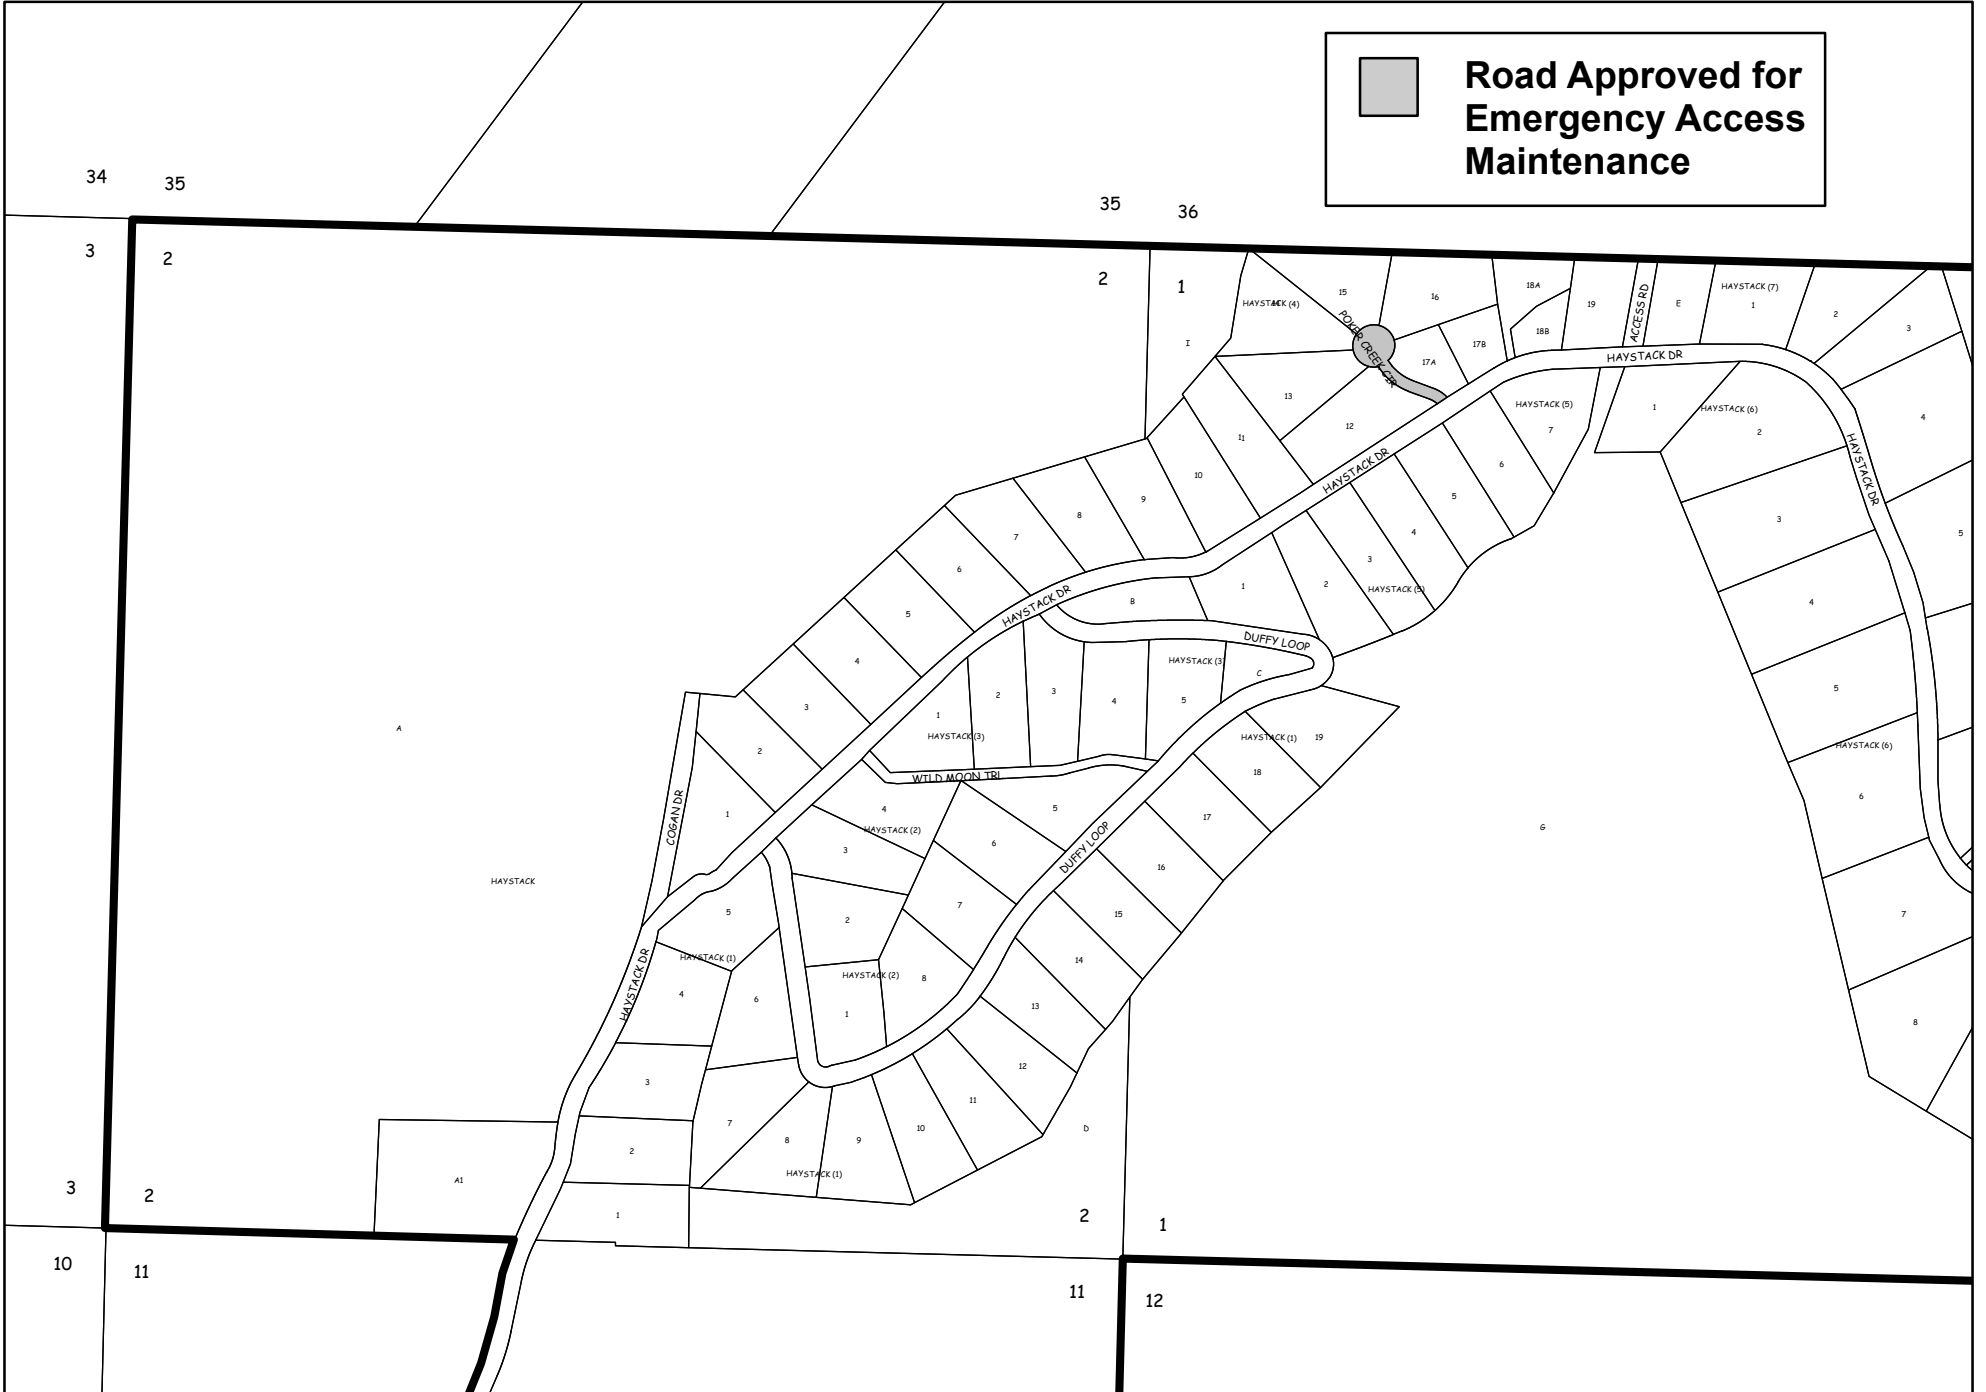 Road Approved for
Emergency Access
Maintenance
34
35
35
36
3
2
2
1
HAYSTACK (4)
I
15
16
18A
18B
19
ACCESS RD
E
HAYSTACK (7)
1
2
3
4
5
POKER CREEK CIR
17A
17B
HAYSTACK DR
13
12
11
10
9
8
7
6
5
4
3
2
1
HAYSTACK DR
HAYSTACK (5)
7
6
5
4
3
HAYSTACK (5)
2
1
B
HAYSTACK (6)
1
2
HAYSTACK DR
3
4
5
HAYSTACK (6)
6
7
8
HAYSTACK DR
DUFFY LOOP
HAYSTACK (3)
C
1
HAYSTACK (3)
2
3
4
5
WILD MOON TRL
HAYSTACK (1)
19
18
17
16
15
14
13
12
11
10
9
8
HAYSTACK (1)
7
6
5
HAYSTACK (1)
4
3
2
1
4
HAYSTACK (2)
3
2
HAYSTACK (2)
1
5
6
7
8
DUFFY LOOP
COGAN DR
HAYSTACK DR
A
HAYSTACK
G
A1
D
3
2
2
1
10
11
11
12